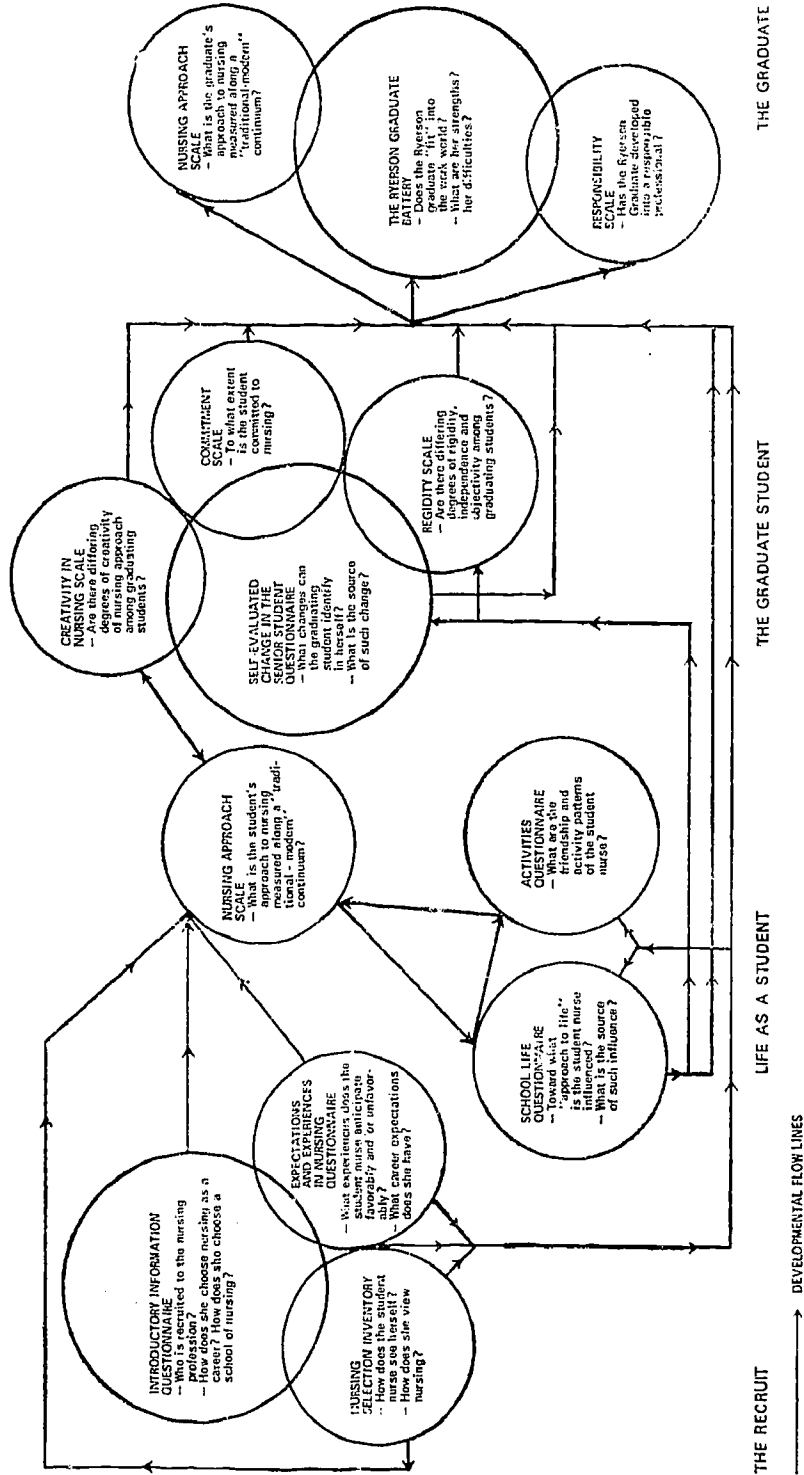 INTRODUCTORY INFORMATION
QUESTIONNAIRE
– Who is recruited to the nursing
profession?
– How does she choose nursing as a
career? How does she choose a
school of nursing?
NURSING
SELECTION INVENTORY
– How does the student
nurse see herself?
– How does she view
nursing?
EXPECTATIONS
AND EXPERIENCES
IN NURSING
QUESTIONNAIRE
– What experiences does the
student nurse anticipate
favorably and or unfavor-
ably?
– What career expectations
does she have?
THE RECRUIT
NURSING APPROACH
SCALE
– What is the student's
approach to nursing
measured along a "tradi-
tional - modern"
continuum?
SCHOOL LIFE
QUESTIONNAIRE
– Toward what
"approach to life"
is the student nurse
influenced?
– What is the source
of such influence?
ACTIVITIES
QUESTIONNAIRE
– What are the
friendship and
activity patterns
of the student
nurse?
LIFE AS A STUDENT
CREATIVITY IN
NURSING SCALE
– Are there differing
degrees of creativity
of nursing approach
among graduating
students?
SELF-EVALUATED
CHANGE IN THE
SENIOR STUDENT
QUESTIONNAIRE
– What changes can
the graduating
student identify
in herself?
– What is the source
of such change?
COMMITMENT
SCALE
– To what extent
is the student
committed to
nursing?
REGIDITY SCALE
– Are there differing
degrees of rigidity,
independence and
objectivity among
graduating students?
THE GRADUATE STUDENT
NURSING APPROACH
SCALE
– What is the graduate's
approach to nursing
measured along a
"traditional-modern"
continuum?
THE RYERSON GRADUATE
BATTERY
– Does the Ryerson
graduate "fit" into
the work world?
– What are her strengths?
her difficulties?
RESPONSIBILITY
SCALE
– Has the Ryerson
Graduate developed
into a responsible
professional?
THE GRADUATE
DEVELOPMENTAL FLOW LINES